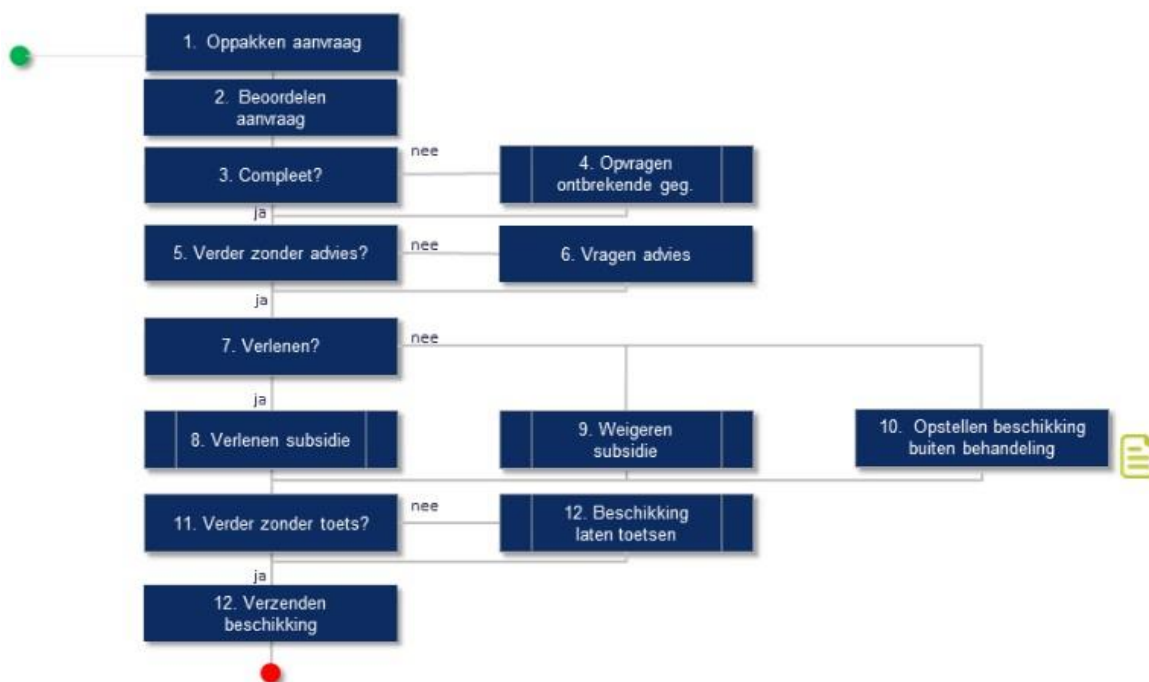 1. Oppakken aanvraag
2. Beoordelen
aanvraag
3. Compleet?
nee
4. Opvragen
ontbrekende geg.
ja
5. Verder zonder advies?
nee
6. Vragen advies
ja
7. Verlenen?
nee
ja
8. Verlenen subsidie
9. Weigeren
subsidie
10. Opstellen beschikking
buiten behandeling
11. Verder zonder toets?
nee
12. Beschikking
laten toetsen
ja
12. Verzenden
beschikking